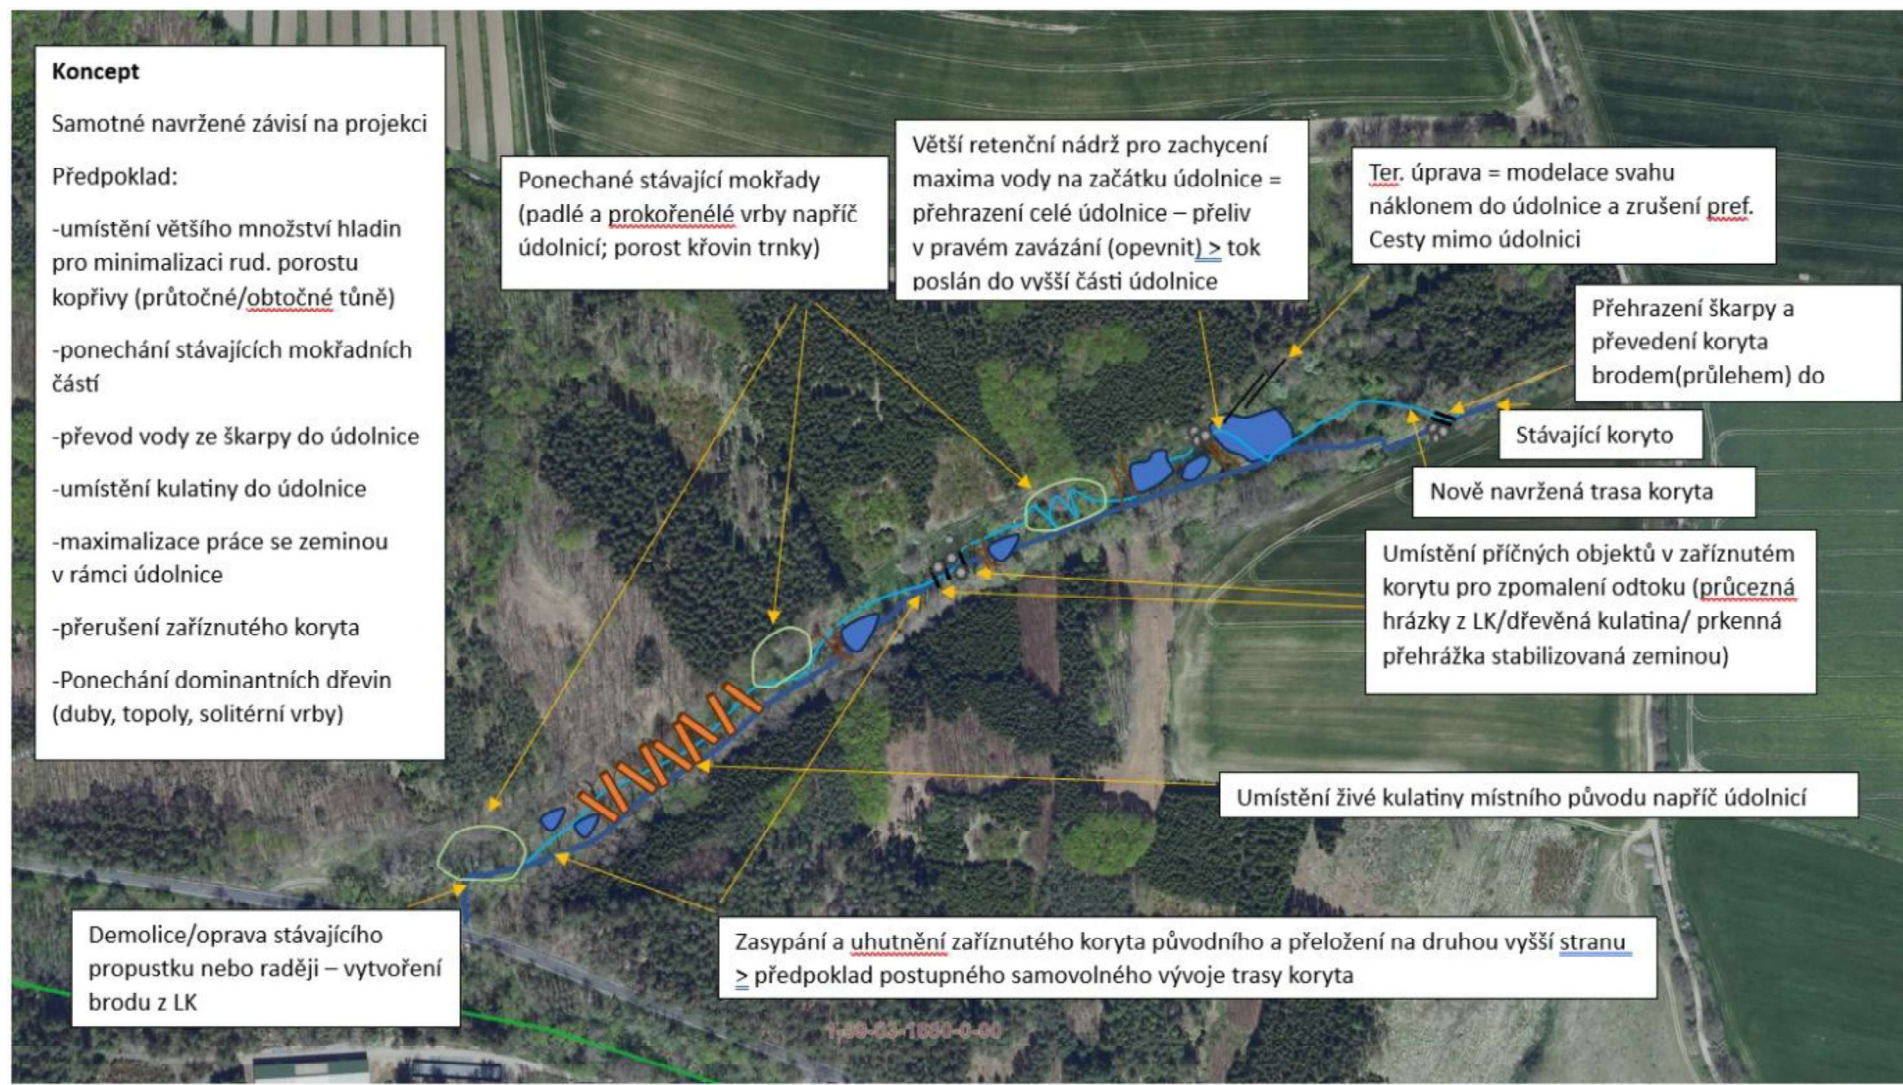 Koncept
Samotné navržené závisí na projekci
Předpoklad:
-umístění většího množství hladin
pro minimalizaci rud. porostu
kopřivy (průtočné/obtočné tůně)
-ponechání stávajících mokřadních
částí
-převod vody ze škarpy do údolnice
-umístění kulatiny do údolnice
-maximalizace práce se zeminou
v rámci údolnice
-přerušení zaříznutého koryta
-Ponechání dominantních dřevin
(duby, topoly, solitérní vrby)
Ponechané stávající mokřady
(padlé a prokořenélé vrby napříč
údolnicí; porost křovin trnky)
Větší retenční nádrž pro zachycení
maxima vody na začátku údolnice =
přehrazení celé údolnice – přeliv
v pravém zavázání (opevnit) > tok
poslán do vyšší části údolnice
Ter. úprava = modelace svahu
náklonem do údolnice a zrušení pref.
Cesty mimo údolnici
Přehrazení škarpy a
převedení koryta
brodem(průlehem) do
Stávající koryto
Nově navržená trasa koryta
Umístění příčných objektů v zaříznutém
korytu pro zpomalení odtoku (průcezná
hrázky z LK/dřevěná kulatina/ prkenná
přehrážka stabilizovaná zeminou)
Umístění živé kulatiny místního původu napříč údolnicí
Zasypání a uhutnění zaříznutého koryta původního a přeložení na druhou vyšší stranu
> předpoklad postupného samovolného vývoje trasy koryta
Demolice/oprava stávajícího
propustku nebo raději – vytvoření
brodu z LK